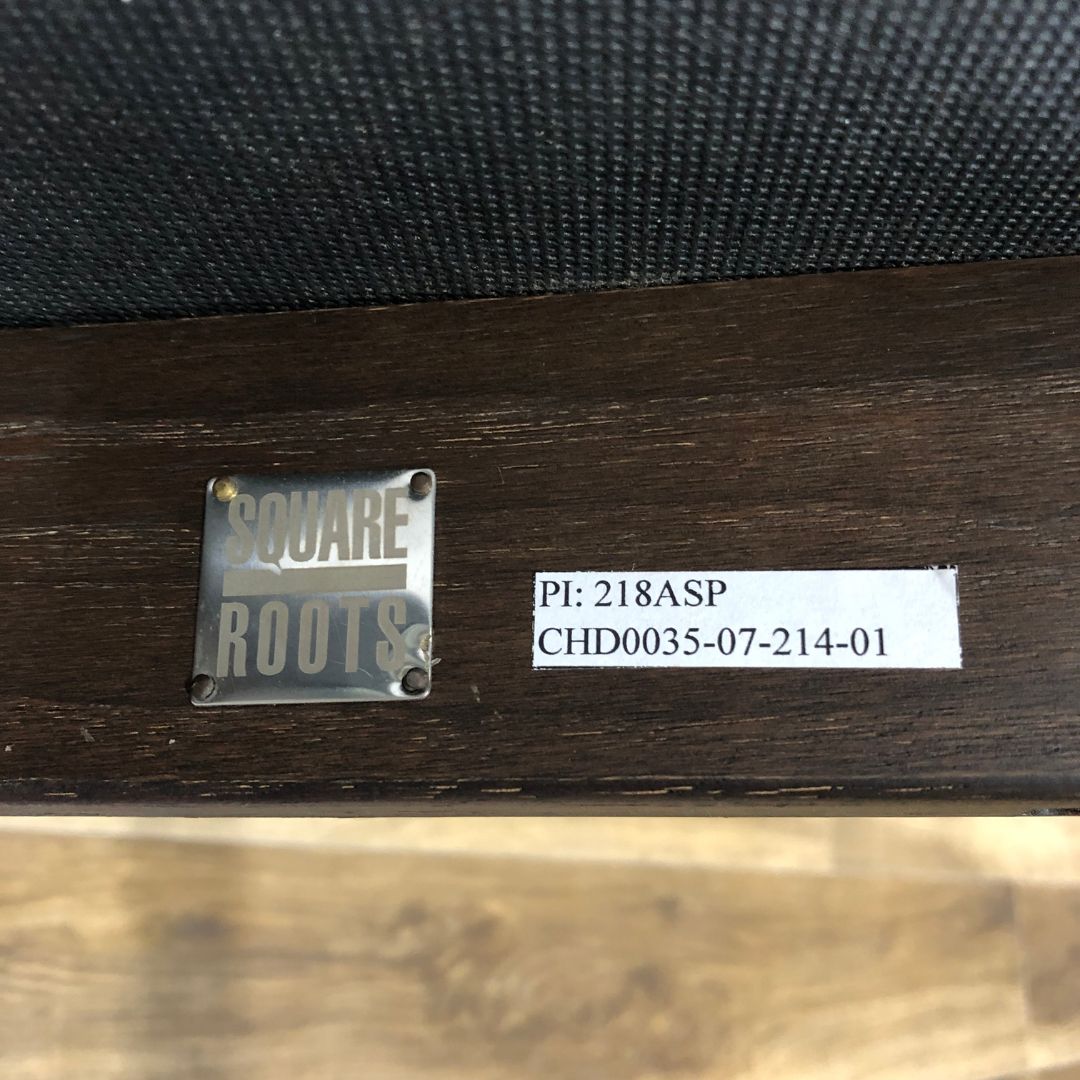 SQUARE
ROOTS
PI: 218ASP
CHD0035-07-214-01